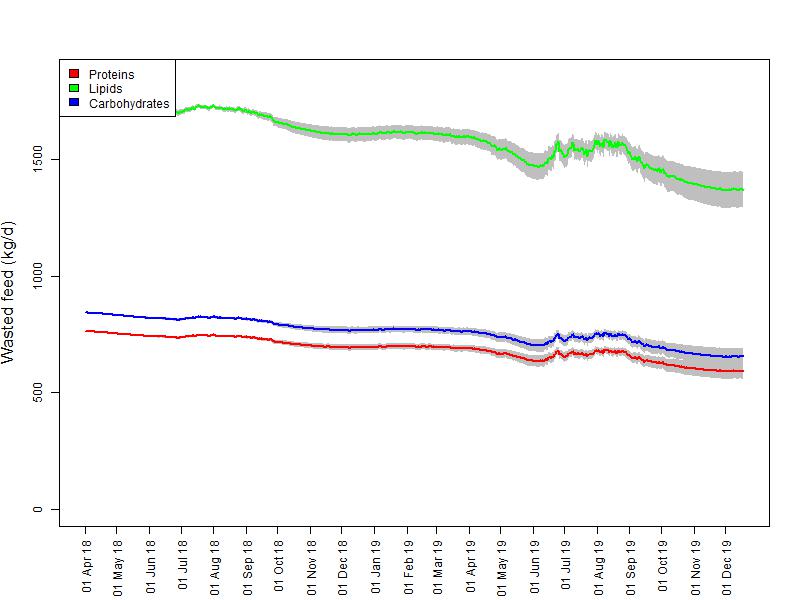 Proteins
Lipids
Carbohydrates
Wasted feed (kg/d)
1500
1000
500
0
01 Apr 18
01 May 18
01 Jun 18
01 Jul 18
01 Aug 18
01 Sep 18
01 Oct 18
01 Nov 18
01 Dec 18
01 Jan 19
01 Feb 19
01 Mar 19
01 Apr 19
01 May 19
01 Jun 19
01 Jul 19
01 Aug 19
01 Sep 19
01 Oct 19
01 Nov 19
01 Dec 19